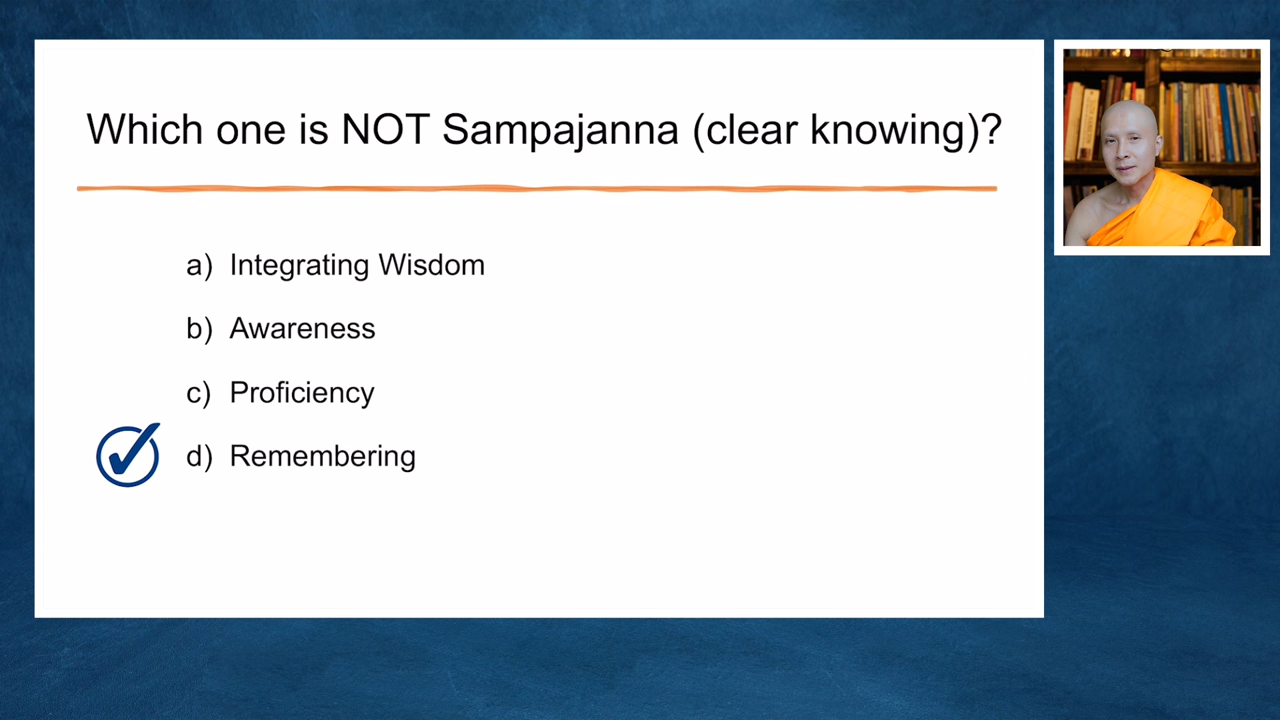 Which one is NOT Sampajanna (clear knowing)?
a) Integrating Wisdom
b) Awareness
c) Proficiency
d) Remembering